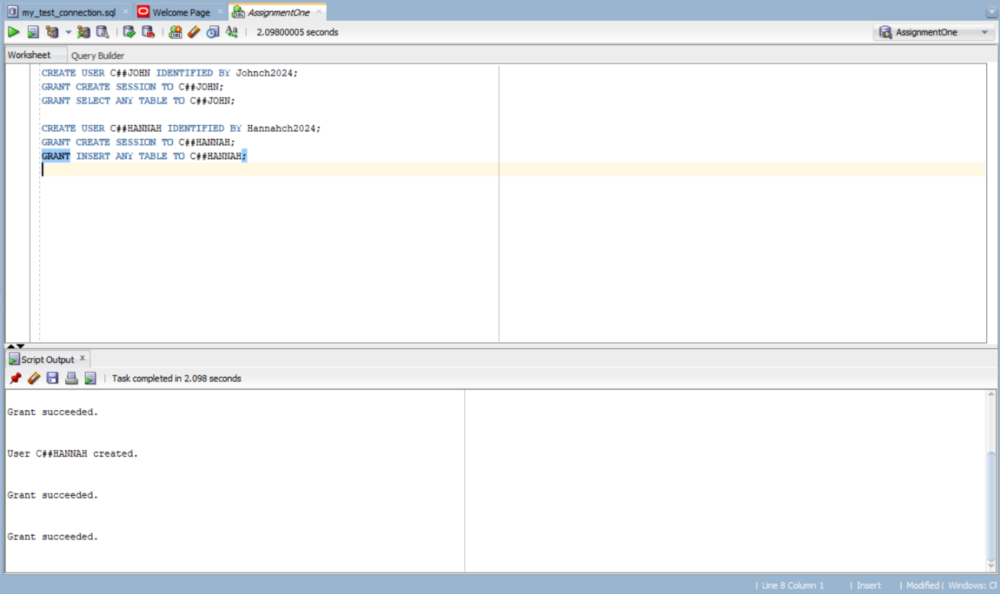 my_test_connection.sql × Welcome Page × AssignmentOne ×
2.09800005 seconds AssignmentOne
Worksheet Query Builder
CREATE USER C##JOHN IDENTIFIED BY Johnch2024;
GRANT CREATE SESSION TO C##JOHN;
GRANT SELECT ANY TABLE TO C##JOHN;
CREATE USER C##HANNAH IDENTIFIED BY Hannahch2024;
GRANT CREATE SESSION TO C##HANNAH;
GRANT INSERT ANY TABLE TO C##HANNAH;
Script Output x
Task completed in 2.098 seconds
Grant succeeded.
User C##HANNAH created.
Grant succeeded.
Grant succeeded.
| Line 8 Column 1 | Insert | Modified | Windows: